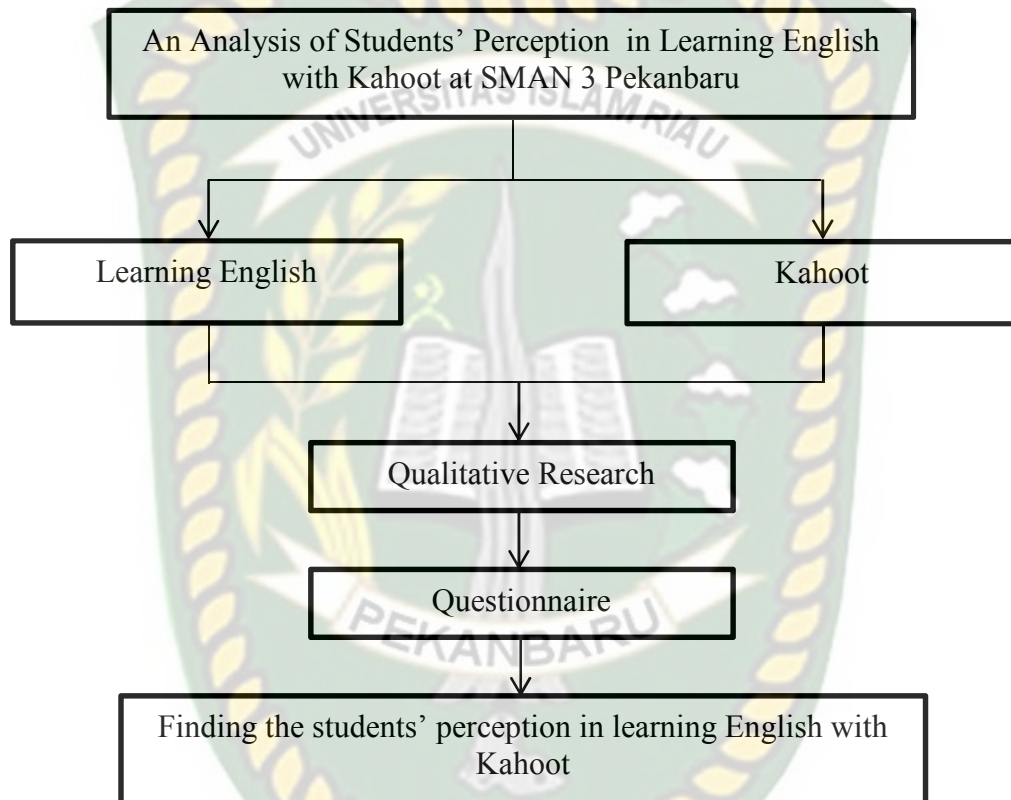 An Analysis of Students’ Perception in Learning English
with Kahoot at SMAN 3 Pekanbaru
UNIVERSITAS ISLAM RIAU
Learning English
Kahoot
Qualitative Research
Questionnaire
PEKANBARU
Finding the students’ perception in learning English with
Kahoot